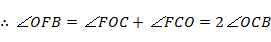 ∴ ∠OFB = ∠FOC + ∠FCO = 2∠OCB